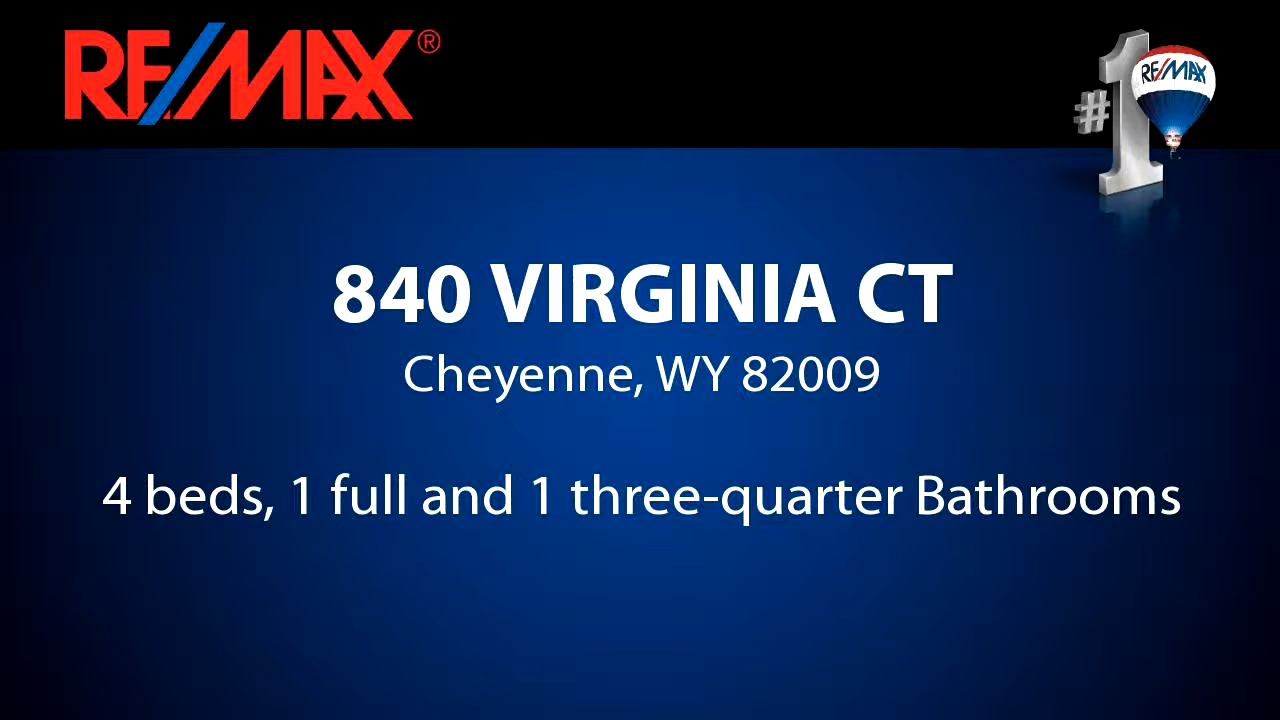 RE/MAX®
#1
RE/MAX
840 VIRGINIA CT
Cheyenne, WY 82009
4 beds, 1 full and 1 three-quarter Bathrooms